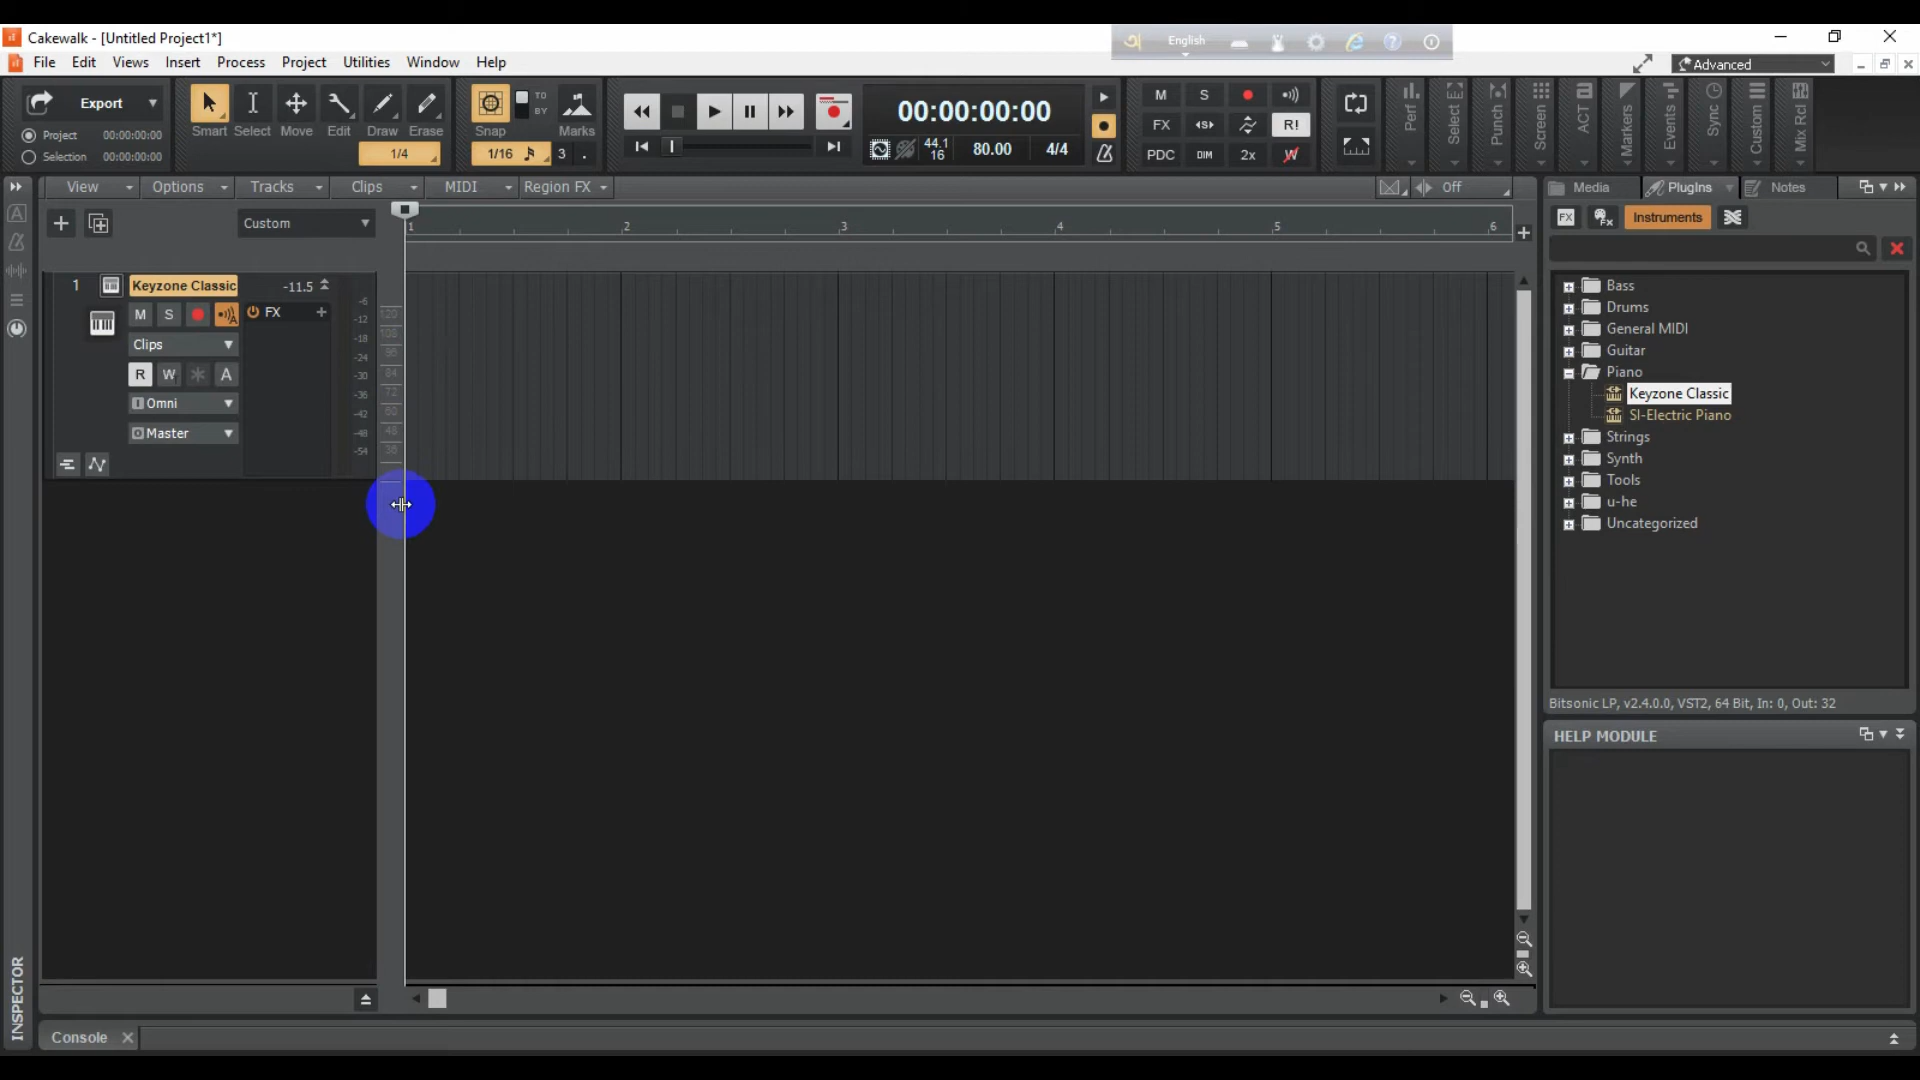 Cakewalk - [Untitled Project1*]
English
File Edit Views Insert Process Project Utilities Window Help
Advanced
Export
Project 00:00:00:00
Selection 00:00:00:00
Smart Select Move Edit Draw Erase
1/4
Snap
TO
BY
Marks
1/16
3 .
00:00:00:00
44.1
16
80.00
4/4
M S
FX R!
PDC DIM 2x W
Perf
Select
Punch
Screen
ACT
Markers
Events
Sync
Custom
Mix Rcl
View Options Tracks Clips MIDI Region FX
Off
Media PlugIns Notes
Custom
1 2 3 4 5 6
FX Instruments
1 Keyzone Classic -11.5
M S
FX
Clips
R W A
Omni
Master
-6
-12
-18
-24
-30
-36
-42
-48
-54
120
108
96
84
72
60
48
36
Bass
Drums
General MIDI
Guitar
Piano
Keyzone Classic
SI-Electric Piano
Strings
Synth
Tools
u-he
Uncategorized
Bitsonic LP, v2.4.0.0, VST2, 64 Bit, In: 0, Out: 32
HELP MODULE
INSPECTOR
Console